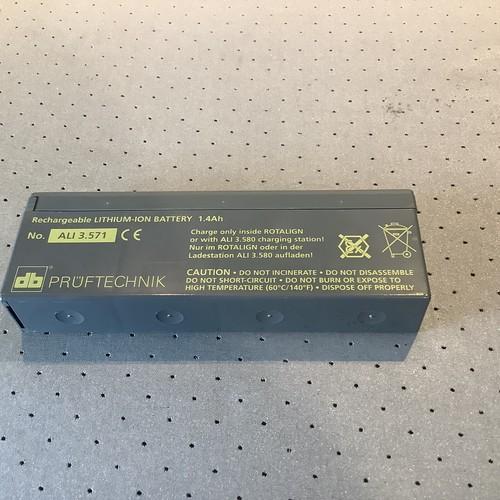 Rechargeable LITHIUM-ION BATTERY 1.4Ah
No. ALI 3.571 CE
Charge only inside ROTALIGN
or with ALI 3.580 charging station!
Nur im ROTALIGN oder in der
Ladestation ALI 3.580 aufladen!
db® PRÜFTECHNIK
CAUTION • DO NOT INCINERATE • DO NOT DISASSEMBLE
DO NOT SHORT-CIRCUIT • DO NOT BURN OR EXPOSE TO
HIGH TEMPERATURE (60°C/140°F) • DISPOSE OFF PROPERLY